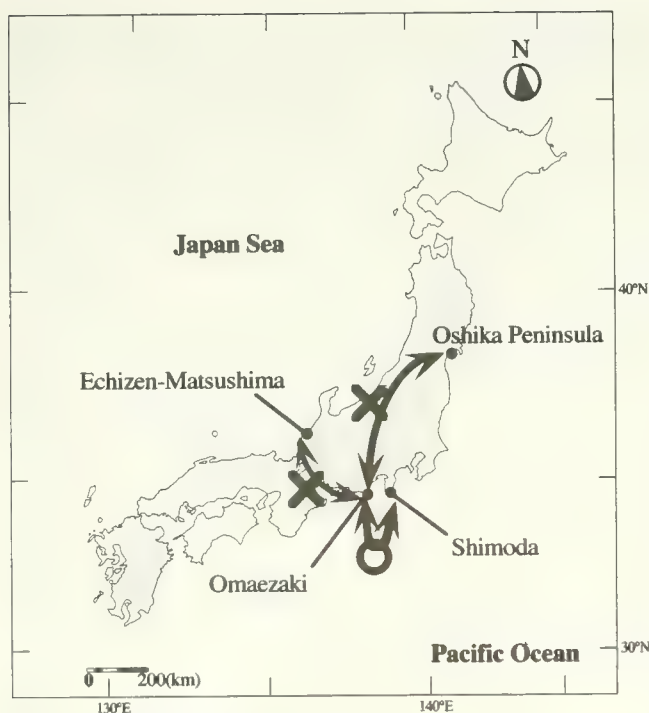 N
Japan Sea
40°N
Oshika Peninsula
Echizen-Matsushima
Shimoda
Omaezaki
Pacific Ocean
30°N
0 200(km)
130°E
140°E